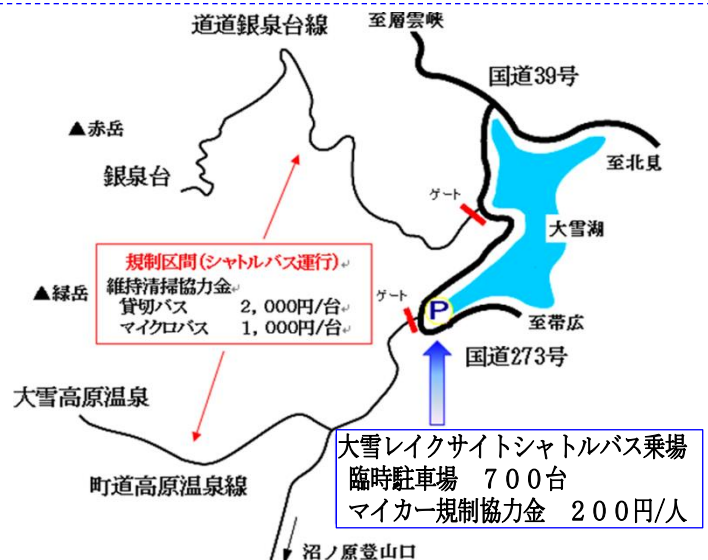 道道銀泉台線
至層雲峡
国道39号
▲赤岳
銀泉台
至北見
ゲート
大雪湖
規制区間(シャトルバス運行)
維持清掃協力金
貸切バス 2,000円/台
マイクロバス 1,000円/台
▲緑岳
ゲート
P
至帯広
国道273号
大雪高原温泉
大雪レイクサイトシャトルバス乗場
臨時駐車場 700台
マイカー規制協力金 200円/人
町道高原温泉線
沼ノ原登山口